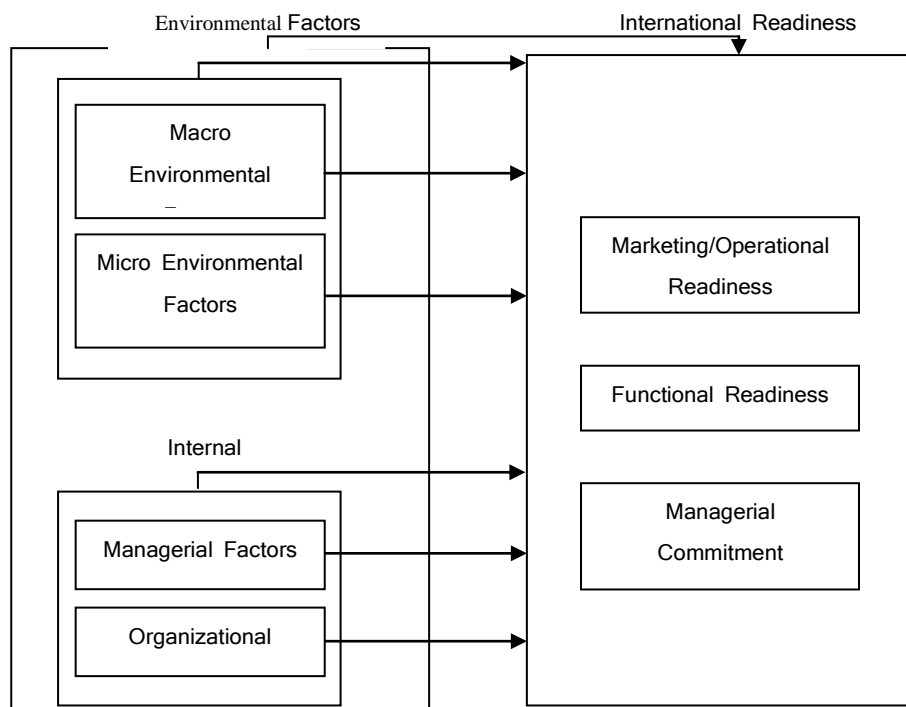 Environmental Factors
International Readiness
Macro
Environmental
Micro Environmental
Factors
Internal
Managerial Factors
Organizational
Marketing/Operational
Readiness
Functional Readiness
Managerial
Commitment